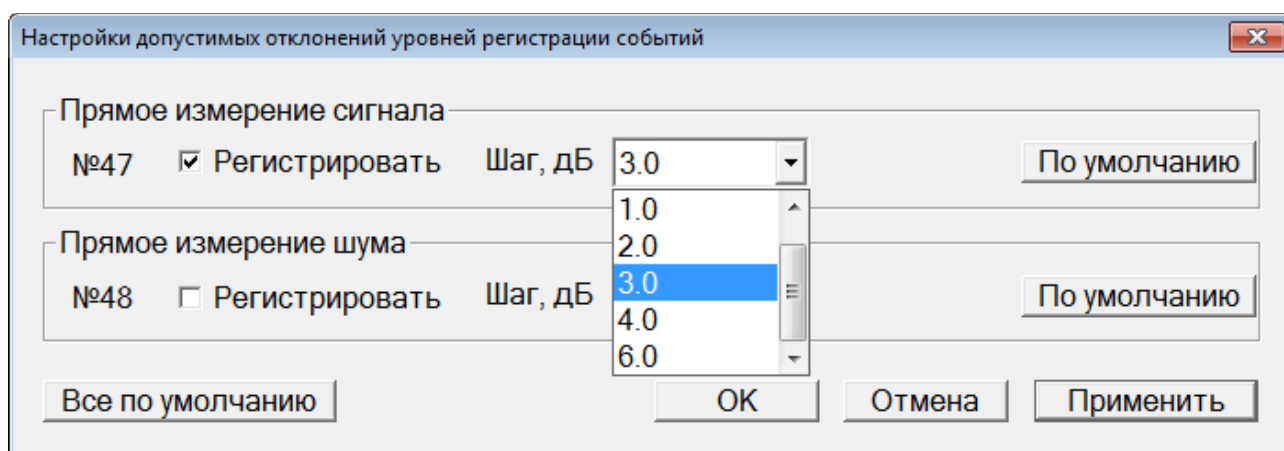 Настройки допустимых отклонений уровней регистрации событий
Прямое измерение сигнала
№47 Регистрировать Шаг, дБ 3.0 По умолчанию
1.0
Прямое измерение шума
2.0
3.0
№48 Регистрировать Шаг, дБ По умолчанию
4.0
6.0
Все по умолчанию OK Отмена Применить